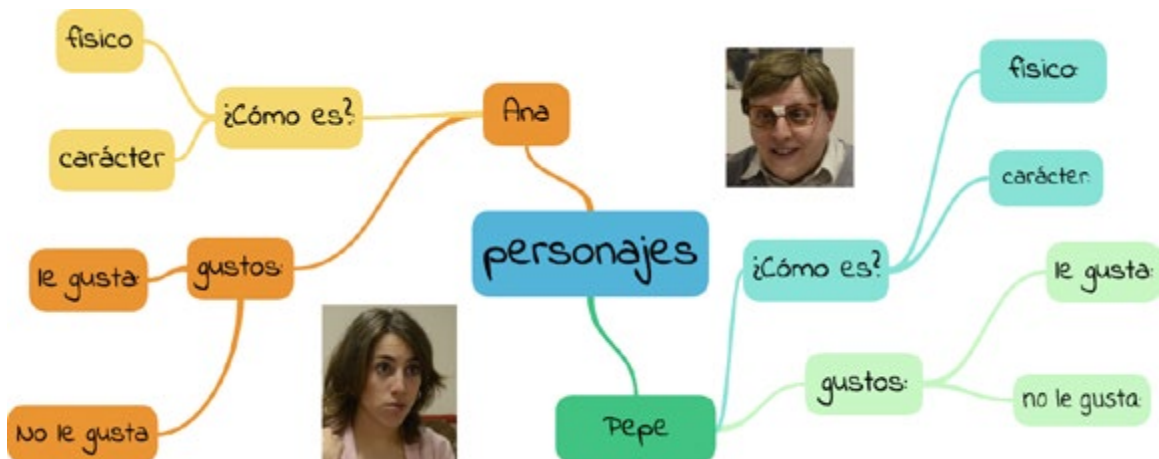 físico
¿Cómo es?:
carácter
Ana
gustos:
le gusta:
No le gusta
personajes
Pepe
¿Cómo es?
físico:
carácter:
gustos:
le gusta:
no le gusta: